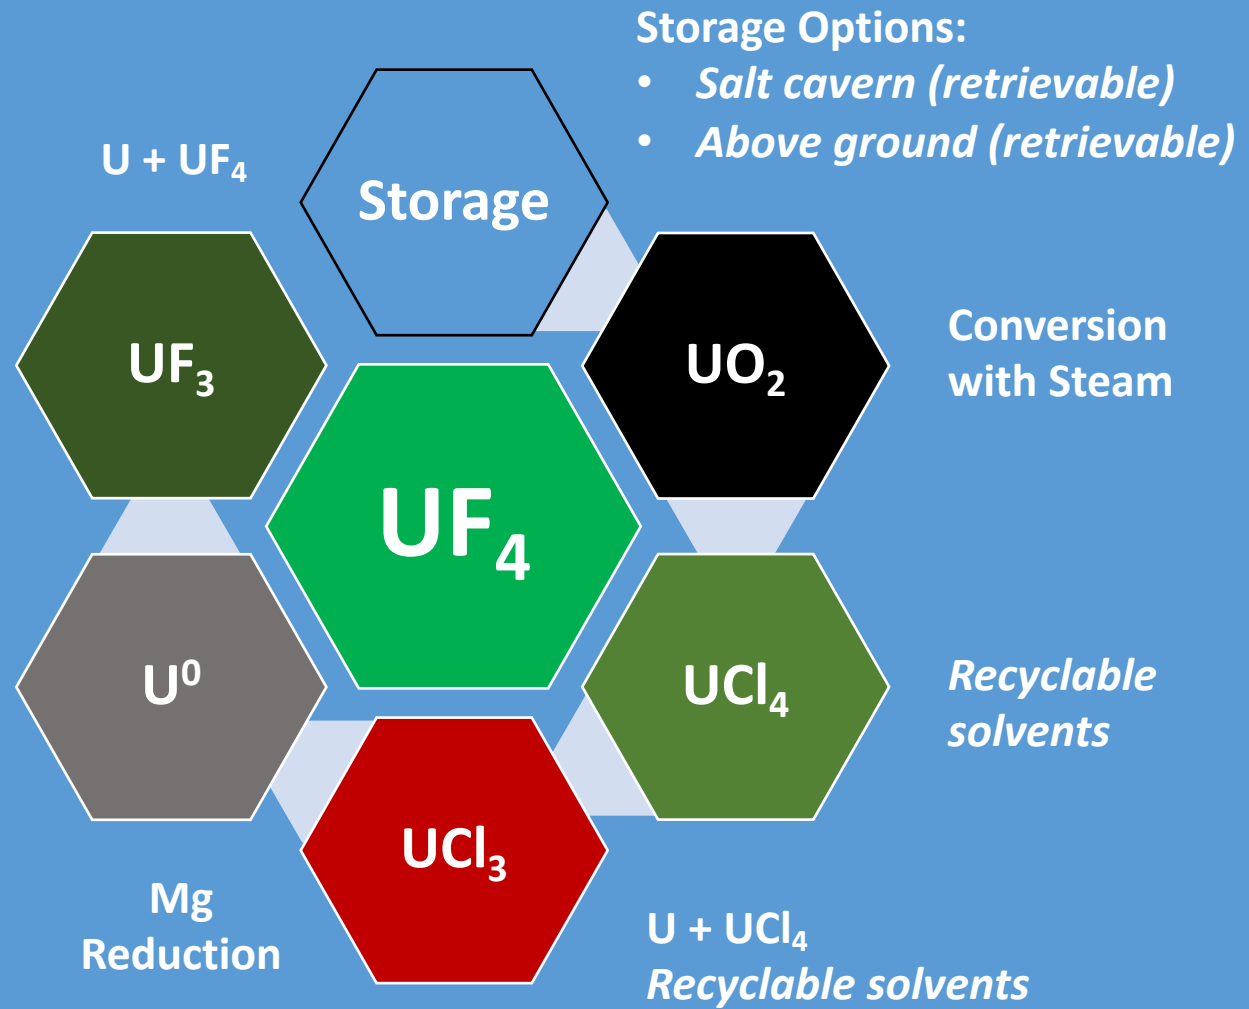 Storage Options:
• Salt cavern (retrievable)
• Above ground (retrievable)
U + UF₄
Storage
UF₃
UO₂
Conversion
with Steam
UF₄
U⁰
UCl₄
Recyclable
solvents
UCl₃
Mg
Reduction
U + UCl₄
Recyclable solvents